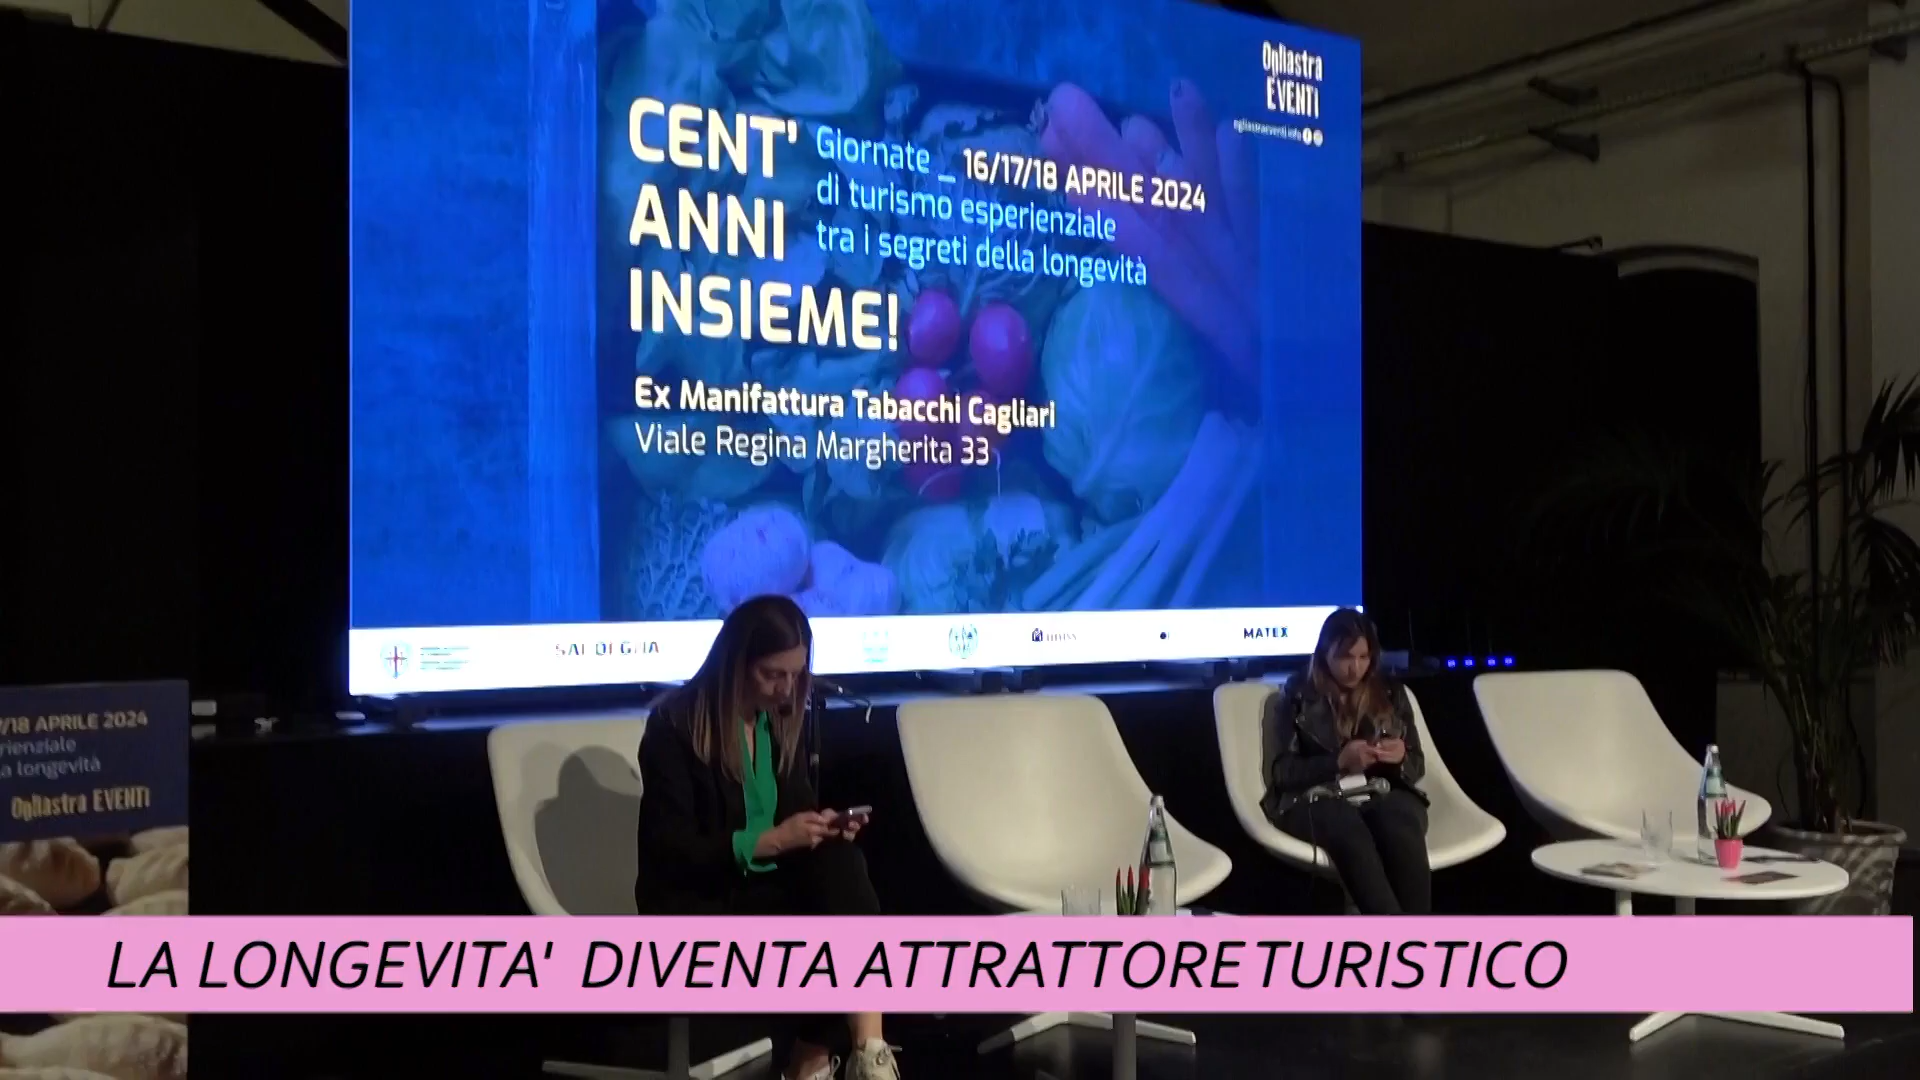 Ogliastra
EVENTI
ogliastraeventi.info
CENT'
ANNI
INSIEME!
Giornate _ 16/17/18 APRILE 2024
di turismo esperienziale
tra i segreti della longevità
Ex Manifattura Tabacchi Cagliari
Viale Regina Margherita 33
MATEX
7/18 APRILE 2024
rienziale
a longevità
Ogliastra EVENTI
LA LONGEVITA' DIVENTA ATTRATTORE TURISTICO